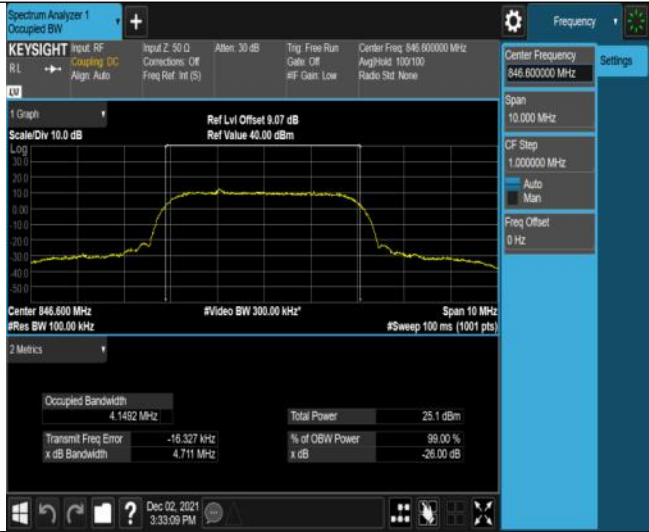 Spectrum Analyzer 1
Occupied BW
Frequency
KEYSIGHT Input: RF Input Z: 50 Ω Atten: 30 dB Trig: Free Run Center Freq: 846.600000 MHz
RL Coupling: DC Corrections: Off Gate: Off Avg|Hold: 100/100
Align: Auto Freq Ref: Int (S) #IF Gain: Low Radio Std: None
LW
Center Frequency
846.600000 MHz
Settings
Span
10.000 MHz
CF Step
1.000000 MHz
Auto
Man
Freq Offset
0 Hz
1 Graph
Ref Lvl Offset 9.07 dB
Scale/Div 10.0 dB Ref Value 40.00 dBm
Log
30.0
20.0
10.0
0.00
-10.0
-20.0
-30.0
-40.0
-50.0
Center 846.600 MHz #Video BW 300.00 kHz* Span 10 MHz
#Res BW 100.00 kHz #Sweep 100 ms (1001 pts)
2 Metrics
Occupied Bandwidth
4.1492 MHz
Total Power 25.1 dBm
Transmit Freq Error -16.327 kHz % of OBW Power 99.00 %
x dB Bandwidth 4.711 MHz x dB -26.00 dB
Dec 02, 2021
3:33:09 PM